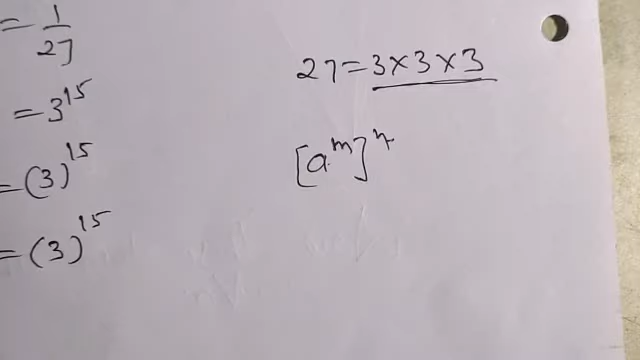 = 1/27
= 3^15
= (3)^15
= (3)^15
27 = 3 × 3 × 3
[a^m]^n